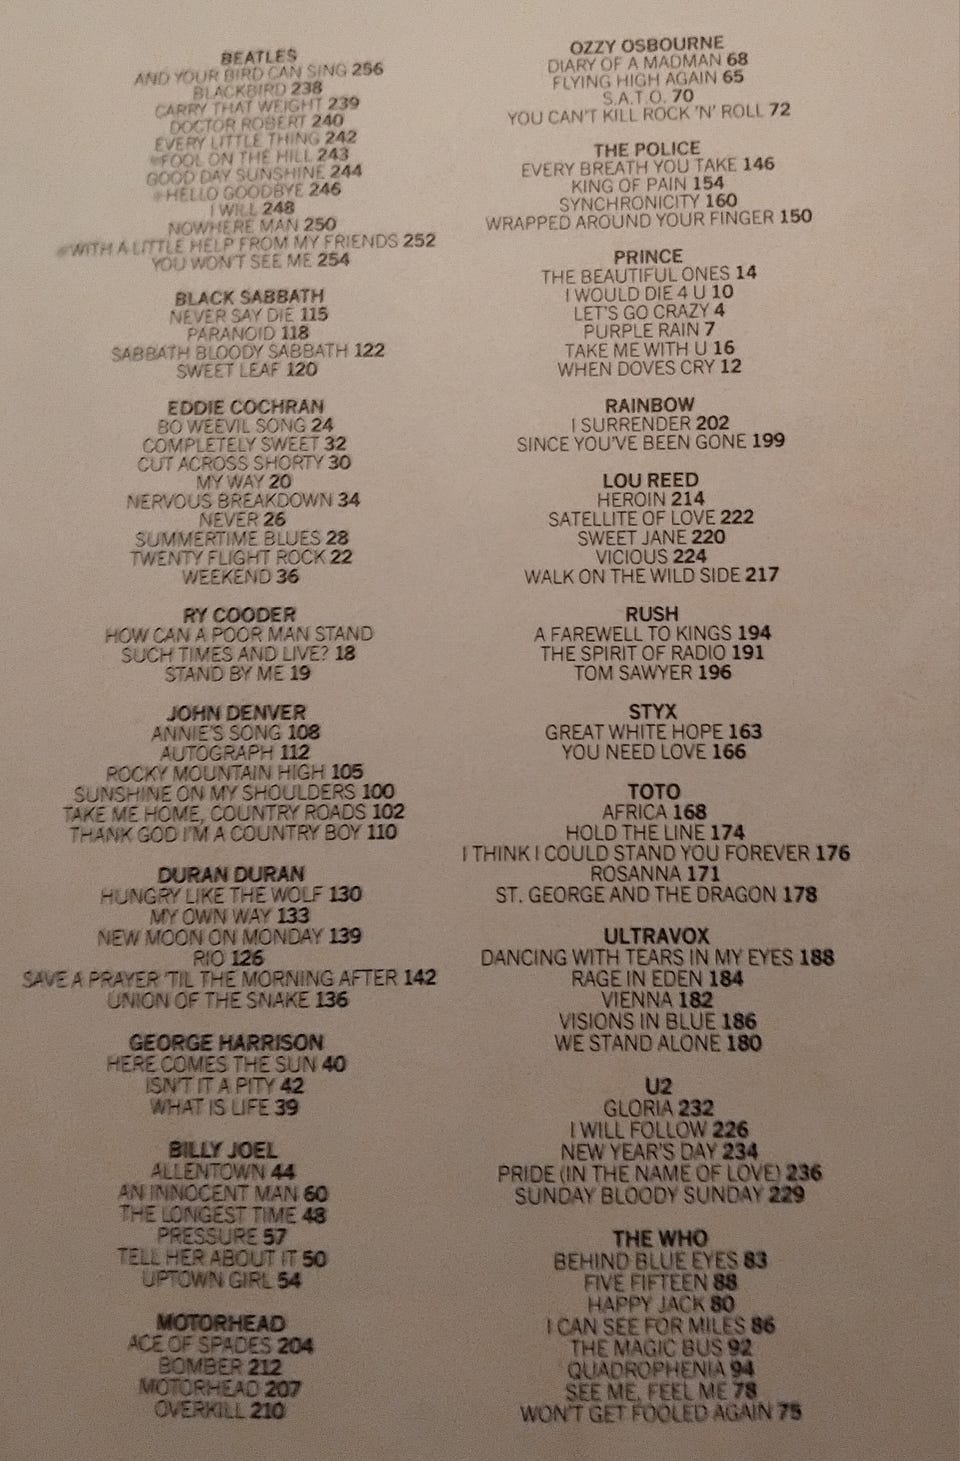 BEATLES
AND YOUR BIRD CAN SING 256
BLACKBIRD 238
CARRY THAT WEIGHT 239
DOCTOR ROBERT 240
EVERY LITTLE THING 242
FOOL ON THE HILL 243
GOOD DAY SUNSHINE 244
HELLO GOODBYE 246
I WILL 248
NOWHERE MAN 250
WITH A LITTLE HELP FROM MY FRIENDS 252
YOU WON'T SEE ME 254
BLACK SABBATH
NEVER SAY DIE 115
PARANOID 118
SABBATH BLOODY SABBATH 122
SWEET LEAF 120
EDDIE COCHRAN
BO WEEVIL SONG 24
COMPLETELY SWEET 32
CUT ACROSS SHORTY 30
MY WAY 20
NERVOUS BREAKDOWN 34
NEVER 26
SUMMERTIME BLUES 28
TWENTY FLIGHT ROCK 22
WEEKEND 36
RY COODER
HOW CAN A POOR MAN STAND
SUCH TIMES AND LIVE? 18
STAND BY ME 19
JOHN DENVER
ANNIE'S SONG 108
AUTOGRAPH 112
ROCKY MOUNTAIN HIGH 105
SUNSHINE ON MY SHOULDERS 100
TAKE ME HOME, COUNTRY ROADS 102
THANK GOD I'M A COUNTRY BOY 110
DURAN DURAN
HUNGRY LIKE THE WOLF 130
MY OWN WAY 133
NEW MOON ON MONDAY 139
RIO 126
SAVE A PRAYER 'TIL THE MORNING AFTER 142
UNION OF THE SNAKE 136
GEORGE HARRISON
HERE COMES THE SUN 40
ISN'T IT A PITY 42
WHAT IS LIFE 39
BILLY JOEL
ALLENTOWN 44
AN INNOCENT MAN 60
THE LONGEST TIME 48
PRESSURE 57
TELL HER ABOUT IT 50
UPTOWN GIRL 54
MOTORHEAD
ACE OF SPADES 204
BOMBER 212
MOTORHEAD 207
OVERKILL 210
OZZY OSBOURNE
DIARY OF A MADMAN 68
FLYING HIGH AGAIN 65
S.A.T.O. 70
YOU CAN'T KILL ROCK 'N' ROLL 72
THE POLICE
EVERY BREATH YOU TAKE 146
KING OF PAIN 154
SYNCHRONICITY 160
WRAPPED AROUND YOUR FINGER 150
PRINCE
THE BEAUTIFUL ONES 14
I WOULD DIE 4 U 10
LET'S GO CRAZY 4
PURPLE RAIN 7
TAKE ME WITH U 16
WHEN DOVES CRY 12
RAINBOW
I SURRENDER 202
SINCE YOU'VE BEEN GONE 199
LOU REED
HEROIN 214
SATELLITE OF LOVE 222
SWEET JANE 220
VICIOUS 224
WALK ON THE WILD SIDE 217
RUSH
A FAREWELL TO KINGS 194
THE SPIRIT OF RADIO 191
TOM SAWYER 196
STYX
GREAT WHITE HOPE 163
YOU NEED LOVE 166
TOTO
AFRICA 168
HOLD THE LINE 174
I THINK I COULD STAND YOU FOREVER 176
ROSANNA 171
ST. GEORGE AND THE DRAGON 178
ULTRAVOX
DANCING WITH TEARS IN MY EYES 188
RAGE IN EDEN 184
VIENNA 182
VISIONS IN BLUE 186
WE STAND ALONE 180
U2
GLORIA 232
I WILL FOLLOW 226
NEW YEAR'S DAY 234
PRIDE (IN THE NAME OF LOVE) 236
SUNDAY BLOODY SUNDAY 229
THE WHO
BEHIND BLUE EYES 83
FIVE FIFTEEN 88
HAPPY JACK 80
I CAN SEE FOR MILES 86
THE MAGIC BUS 92
QUADROPHENIA 94
SEE ME, FEEL ME 78
WON'T GET FOOLED AGAIN 75